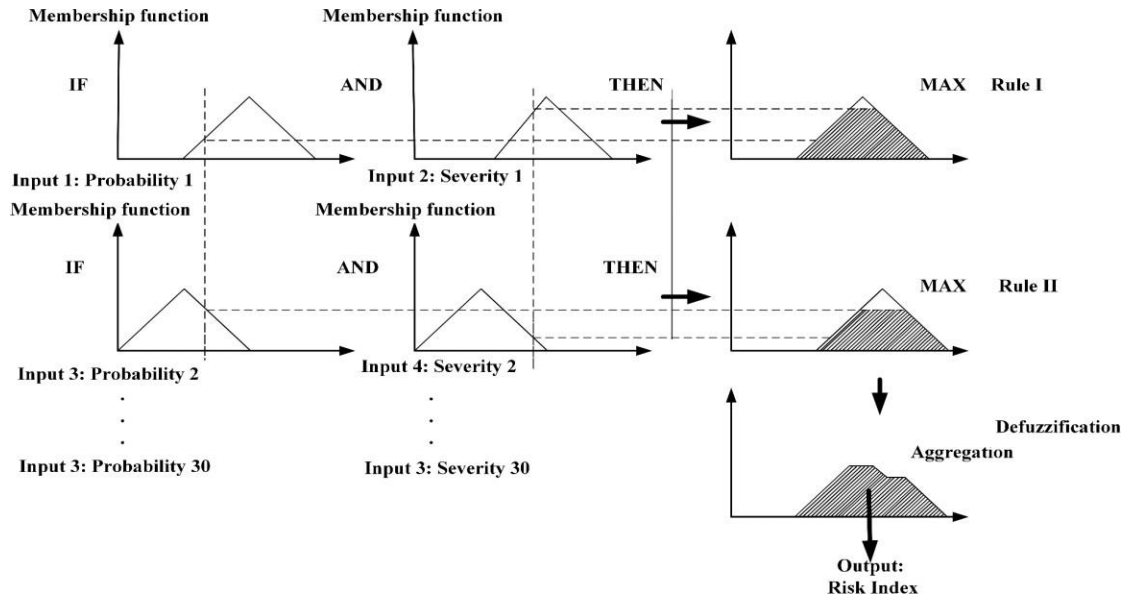 Membership function
Membership function
IF
AND
THEN
MAX Rule I
Input 1: Probability 1
Input 2: Severity 1
Membership function
Membership function
IF
AND
THEN
MAX Rule II
Input 3: Probability 2
Input 4: Severity 2
Defuzzification
Aggregation
Input 3: Probability 30
Input 3: Severity 30
Output:
Risk Index